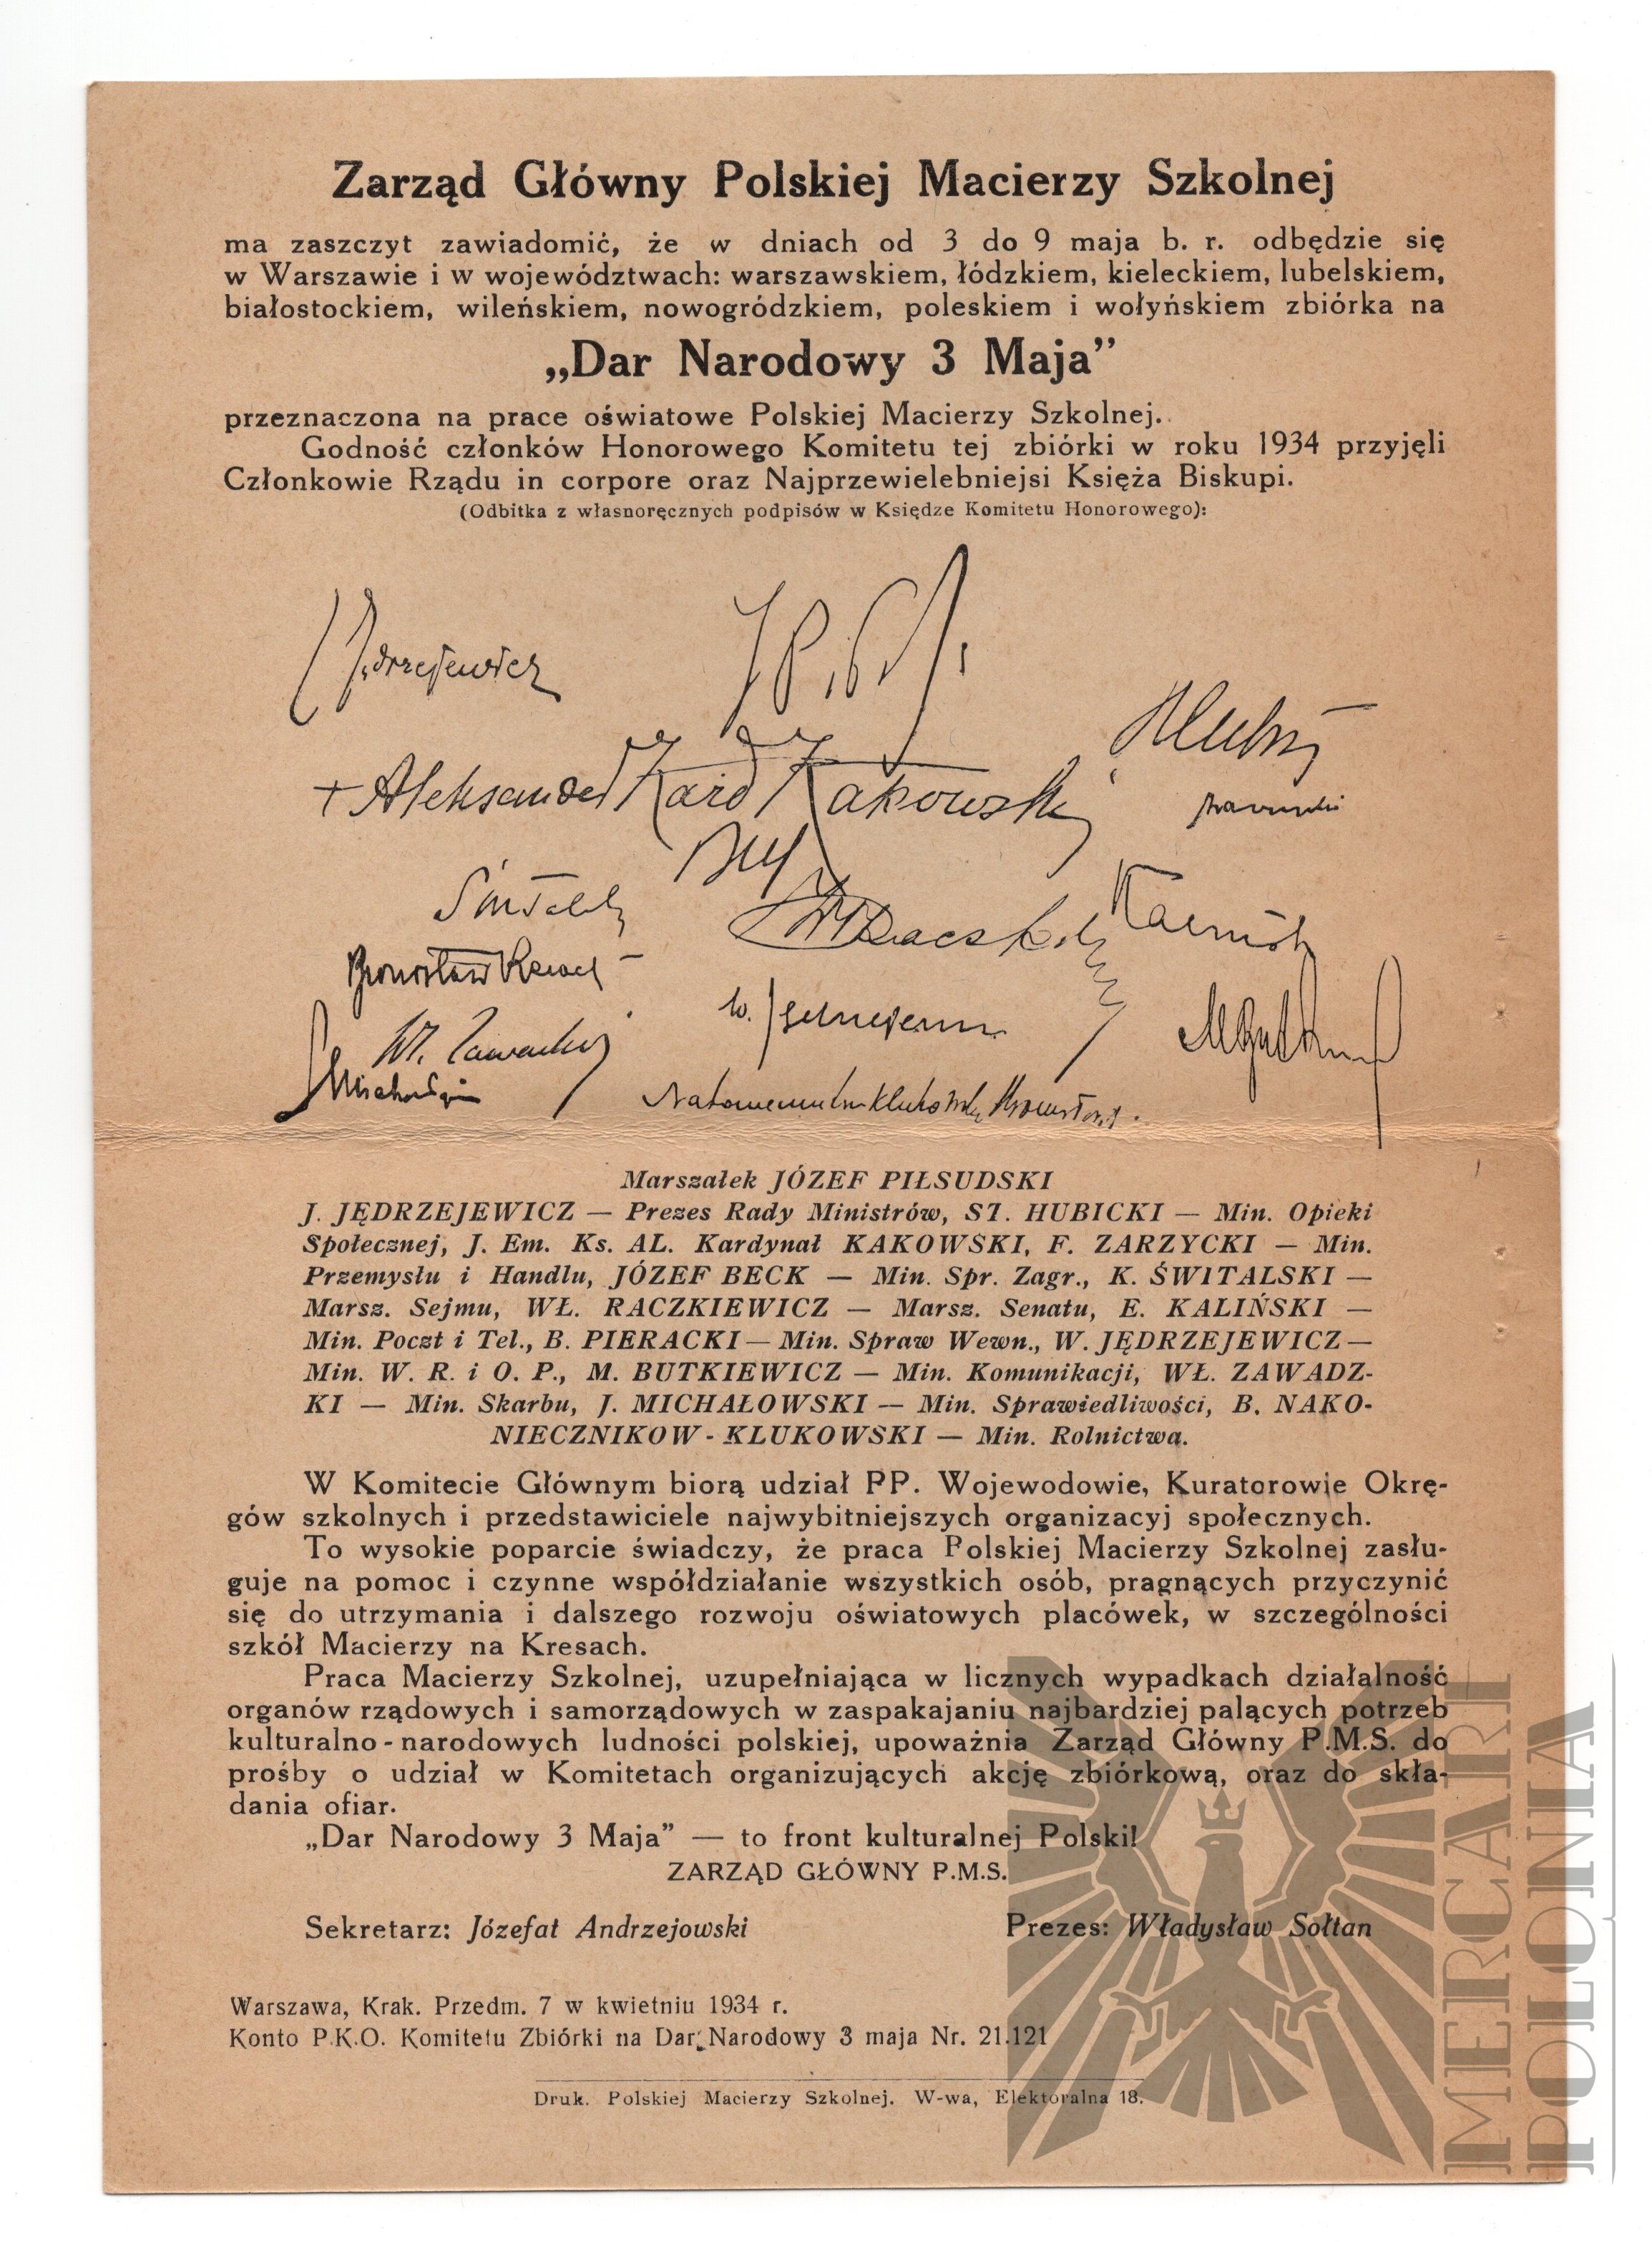 Zarząd Główny Polskiej Macierzy Szkolnej
ma zaszczyt zawiadomić, że w dniach od 3 do 9 maja b. r. odbędzie się
w Warszawie i w województwach: warszawskiem, łódzkiem, kieleckiem, lubelskiem,
białostockiem, wileńskiem, nowogródzkiem, poleskiem i wołyńskiem zbiórka na
„Dar Narodowy 3 Maja”
przeznaczona na prace oświatowe Polskiej Macierzy Szkolnej.
Godność członków Honorowego Komitetu tej zbiórki w roku 1934 przyjęli
Członkowie Rządu in corpore oraz Najprzewielebniejsi Księża Biskupi.
(Odbitka z własnoręcznych podpisów w Księdze Komitetu Honorowego):
Jędrzejewicz
+ Aleksander Kard Kakowski
Wł. Zawadzki
Marszałek JÓZEF PIŁSUDSKI
J. JĘDRZEJEWICZ — Prezes Rady Ministrów, ST. HUBICKI — Min. Opieki
Społecznej, J. Em. Ks. AL. Kardynał KAKOWSKI, F. ZARZYCKI — Min.
Przemysłu i Handlu, JÓZEF BECK — Min. Spr. Zagr., K. ŚWITALSKI —
Marsz. Sejmu, WŁ. RACZKIEWICZ — Marsz. Senatu, E. KALIŃSKI —
Min. Poczt i Tel., B. PIERACKI — Min. Spraw Wewn., W. JĘDRZEJEWICZ —
Min. W. R. i O. P., M. BUTKIEWICZ — Min. Komunikacji, WŁ. ZAWADZ-
KI — Min. Skarbu, J. MICHAŁOWSKI — Min. Sprawiedliwości, B. NAKO-
NIECZNIKOW - KLUKOWSKI — Min. Rolnictwa.
W Komitecie Głównym biorą udział PP. Wojewodowie, Kuratorowie Okrę-
gów szkolnych i przedstawiciele najwybitniejszych organizacyj społecznych.
To wysokie poparcie świadczy, że praca Polskiej Macierzy Szkolnej zasłu-
guje na pomoc i czynne współdziałanie wszystkich osób, pragnących przyczynić
się do utrzymania i dalszego rozwoju oświatowych placówek, w szczególności
szkół Macierzy na Kresach.
Praca Macierzy Szkolnej, uzupełniająca w licznych wypadkach działalność
organów rządowych i samorządowych w zaspakajaniu najbardziej palących potrzeb
kulturalno - narodowych ludności polskiej, upoważnia Zarząd Główny P.M.S. do
prośby o udział w Komitetach organizujących akcję zbiórkową, oraz do skła-
dania ofiar.
„Dar Narodowy 3 Maja” — to front kulturalnej Polski!
ZARZĄD GŁÓWNY P.M.S.
Sekretarz: Józefat Andrzejowski Prezes: Władysław Sołtan
Warszawa, Krak. Przedm. 7 w kwietniu 1934 r.
Konto P.K.O. Komitetu Zbiórki na Dar Narodowy 3 maja Nr. 21.121
Druk. Polskiej Macierzy Szkolnej. W-wa, Elektoralna 18.
MERCARI
POLONIA